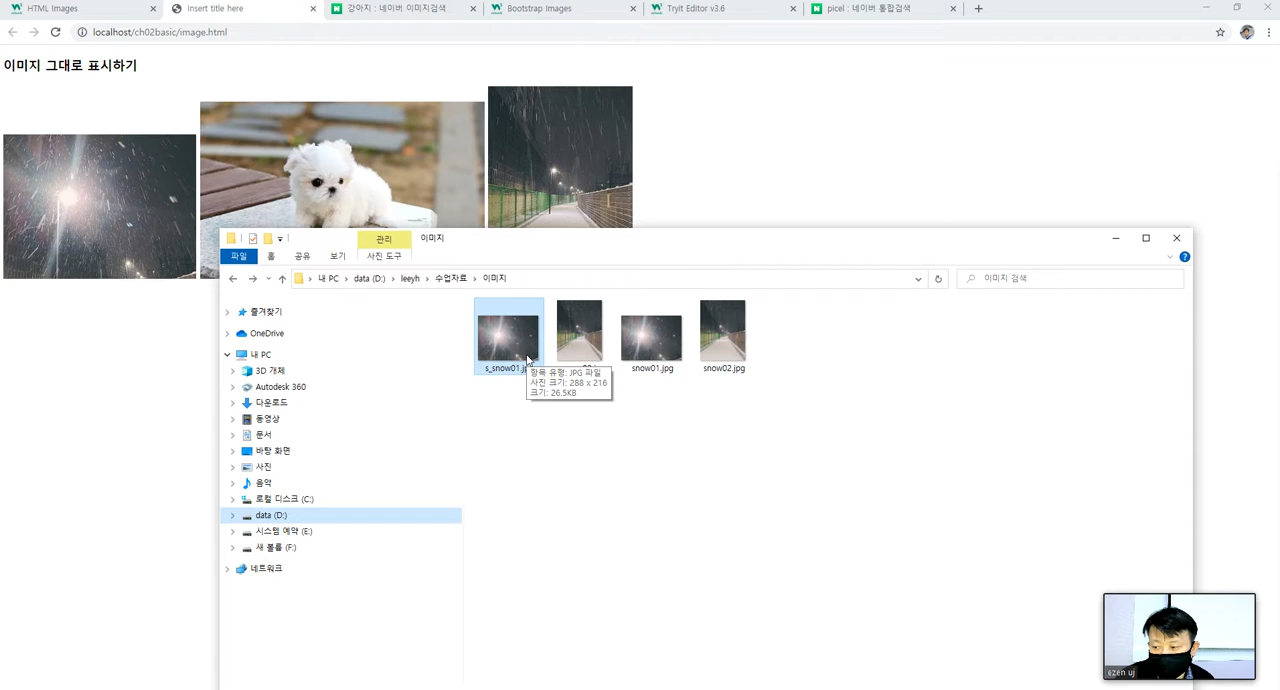 HTML Images
Insert title here
강아지 : 네이버 이미지검색
Bootstrap Images
Tryit Editor v3.6
picel : 네이버 통합검색
localhost/ch02basic/image.html
이미지 그대로 표시하기
관리
이미지
파일
홈
공유
보기
사진 도구
내 PC
data (D:)
leeyh
수업자료
이미지
이미지 검색
즐겨찾기
OneDrive
내 PC
3D 개체
Autodesk 360
다운로드
동영상
문서
바탕 화면
사진
음악
로컬 디스크 (C:)
data (D:)
시스템 예약 (E:)
새 볼륨 (F:)
네트워크
s_snow01.jp
snow01.jpg
snow02.jpg
항목 유형: JPG 파일
사진 크기: 288 x 216
크기: 26.5KB
ezen uj